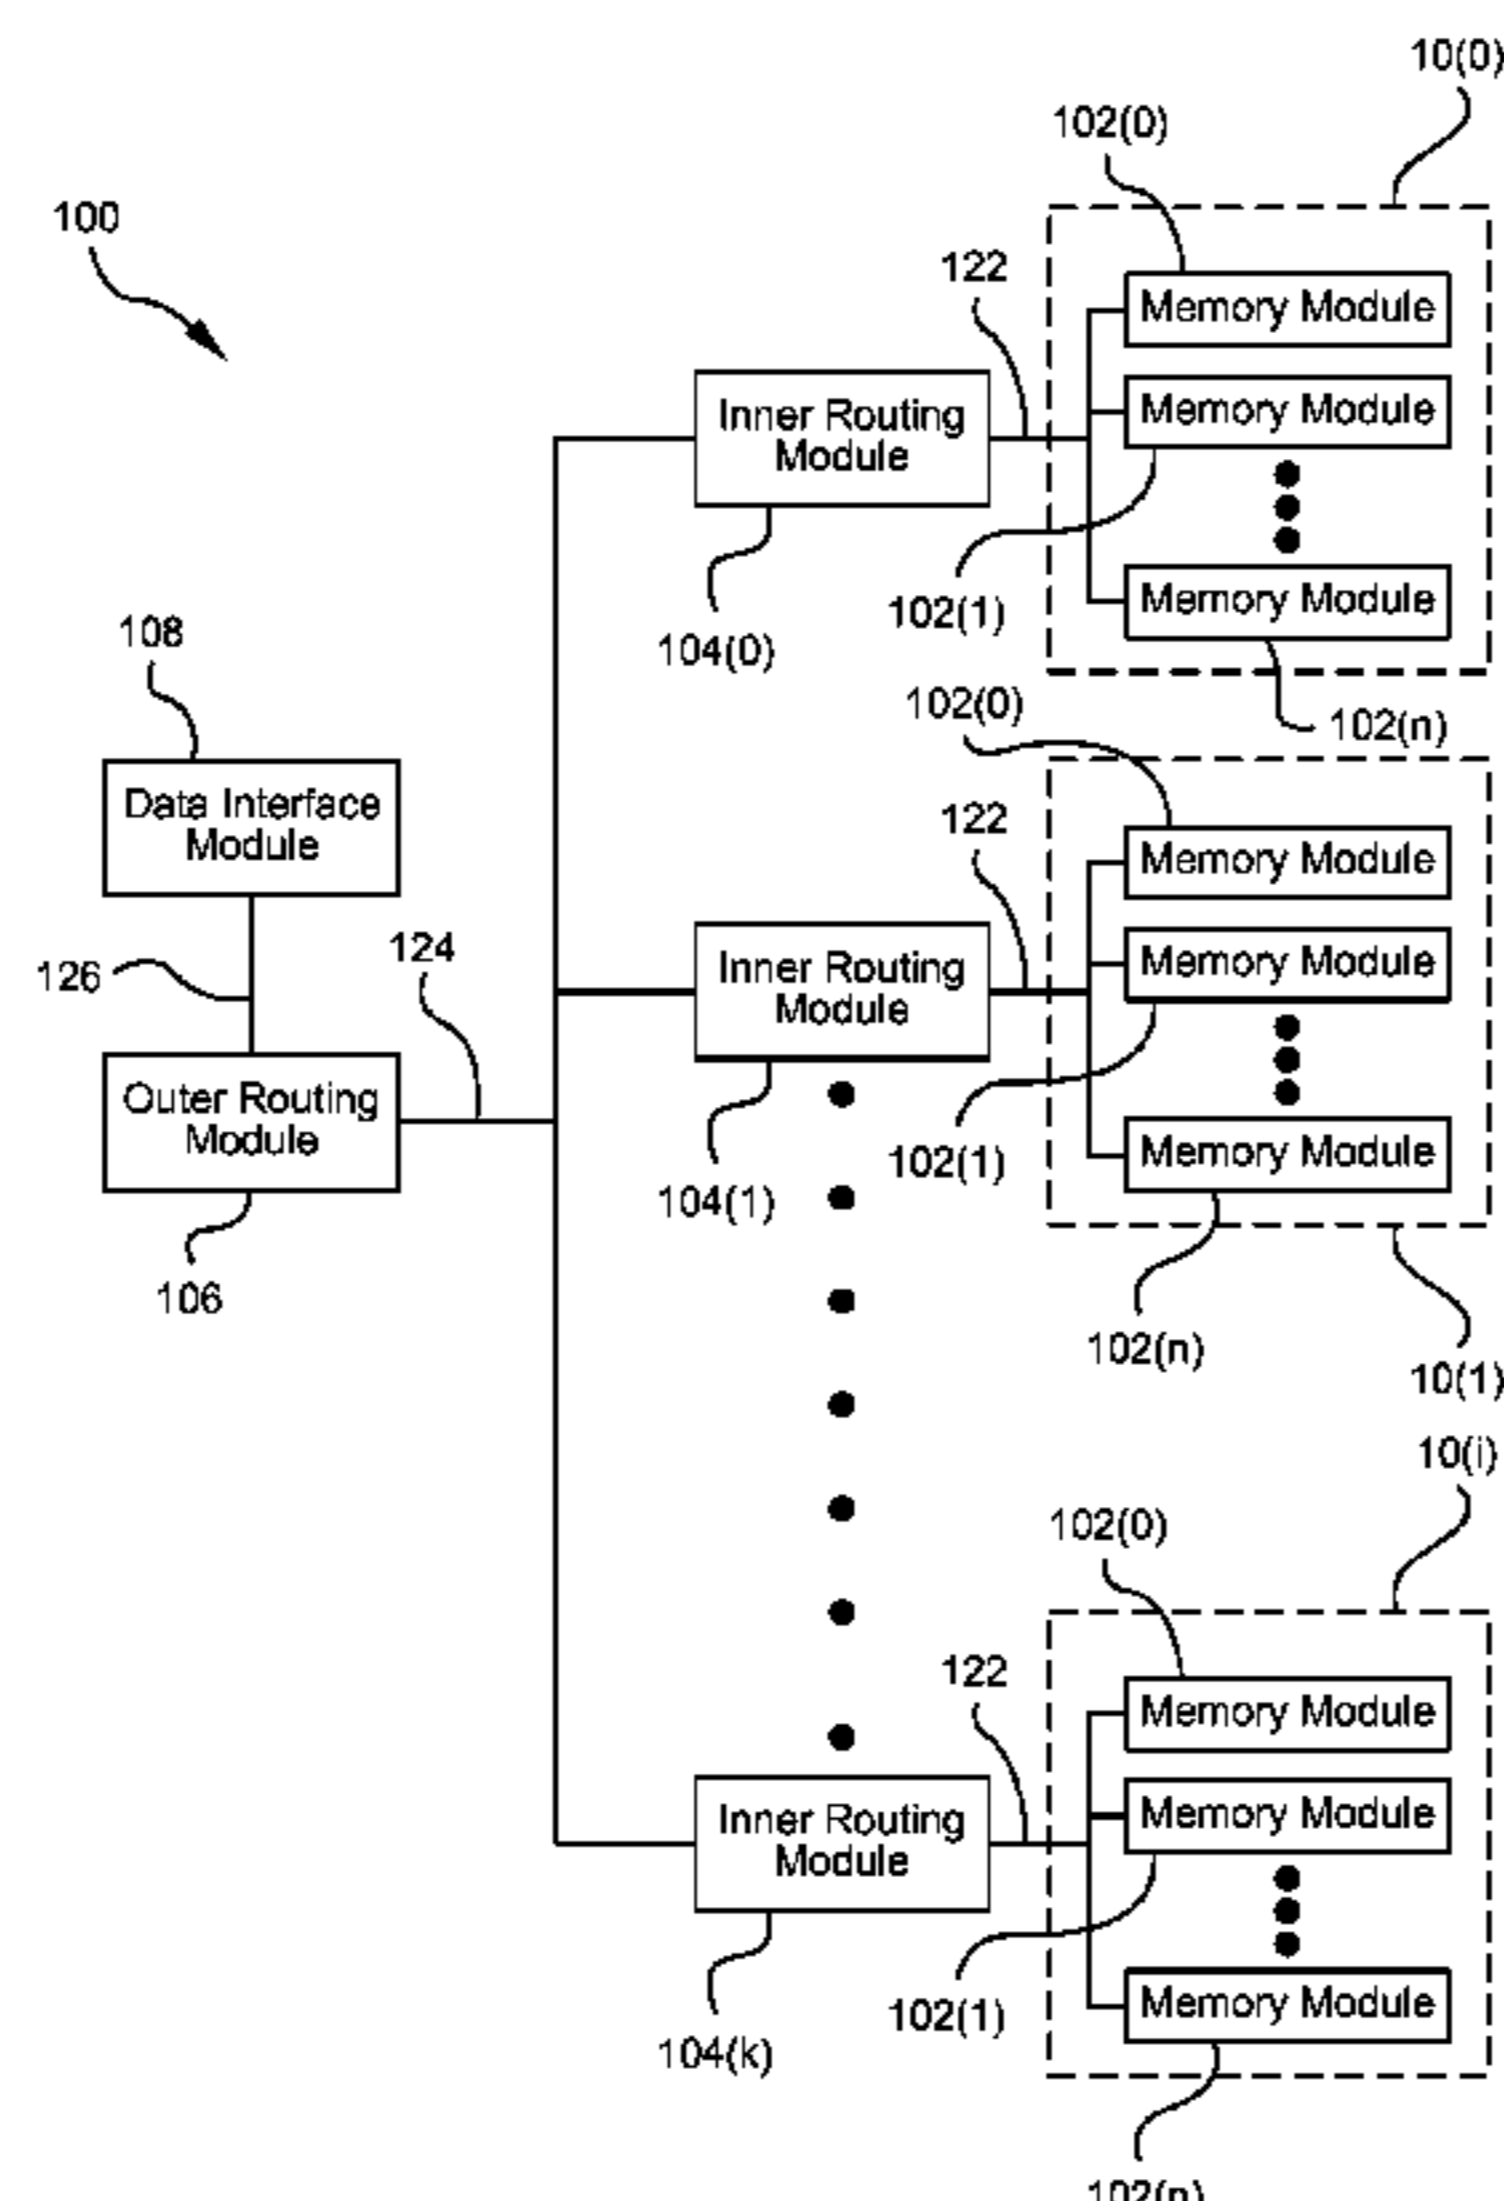 10(0)
102(0)
100
122
Memory Module
Memory Module
Inner Routing
Module
Memory Module
102(1)
104(0)
102(n)
108
102(0)
122
Data Interface
Module
Memory Module
124
126
Inner Routing
Module
Memory Module
Outer Routing
Module
Memory Module
102(1)
104(1)
106
102(n)
10(1)
10(i)
102(0)
122
Memory Module
Inner Routing
Module
Memory Module
Memory Module
102(1)
104(k)
102(n)